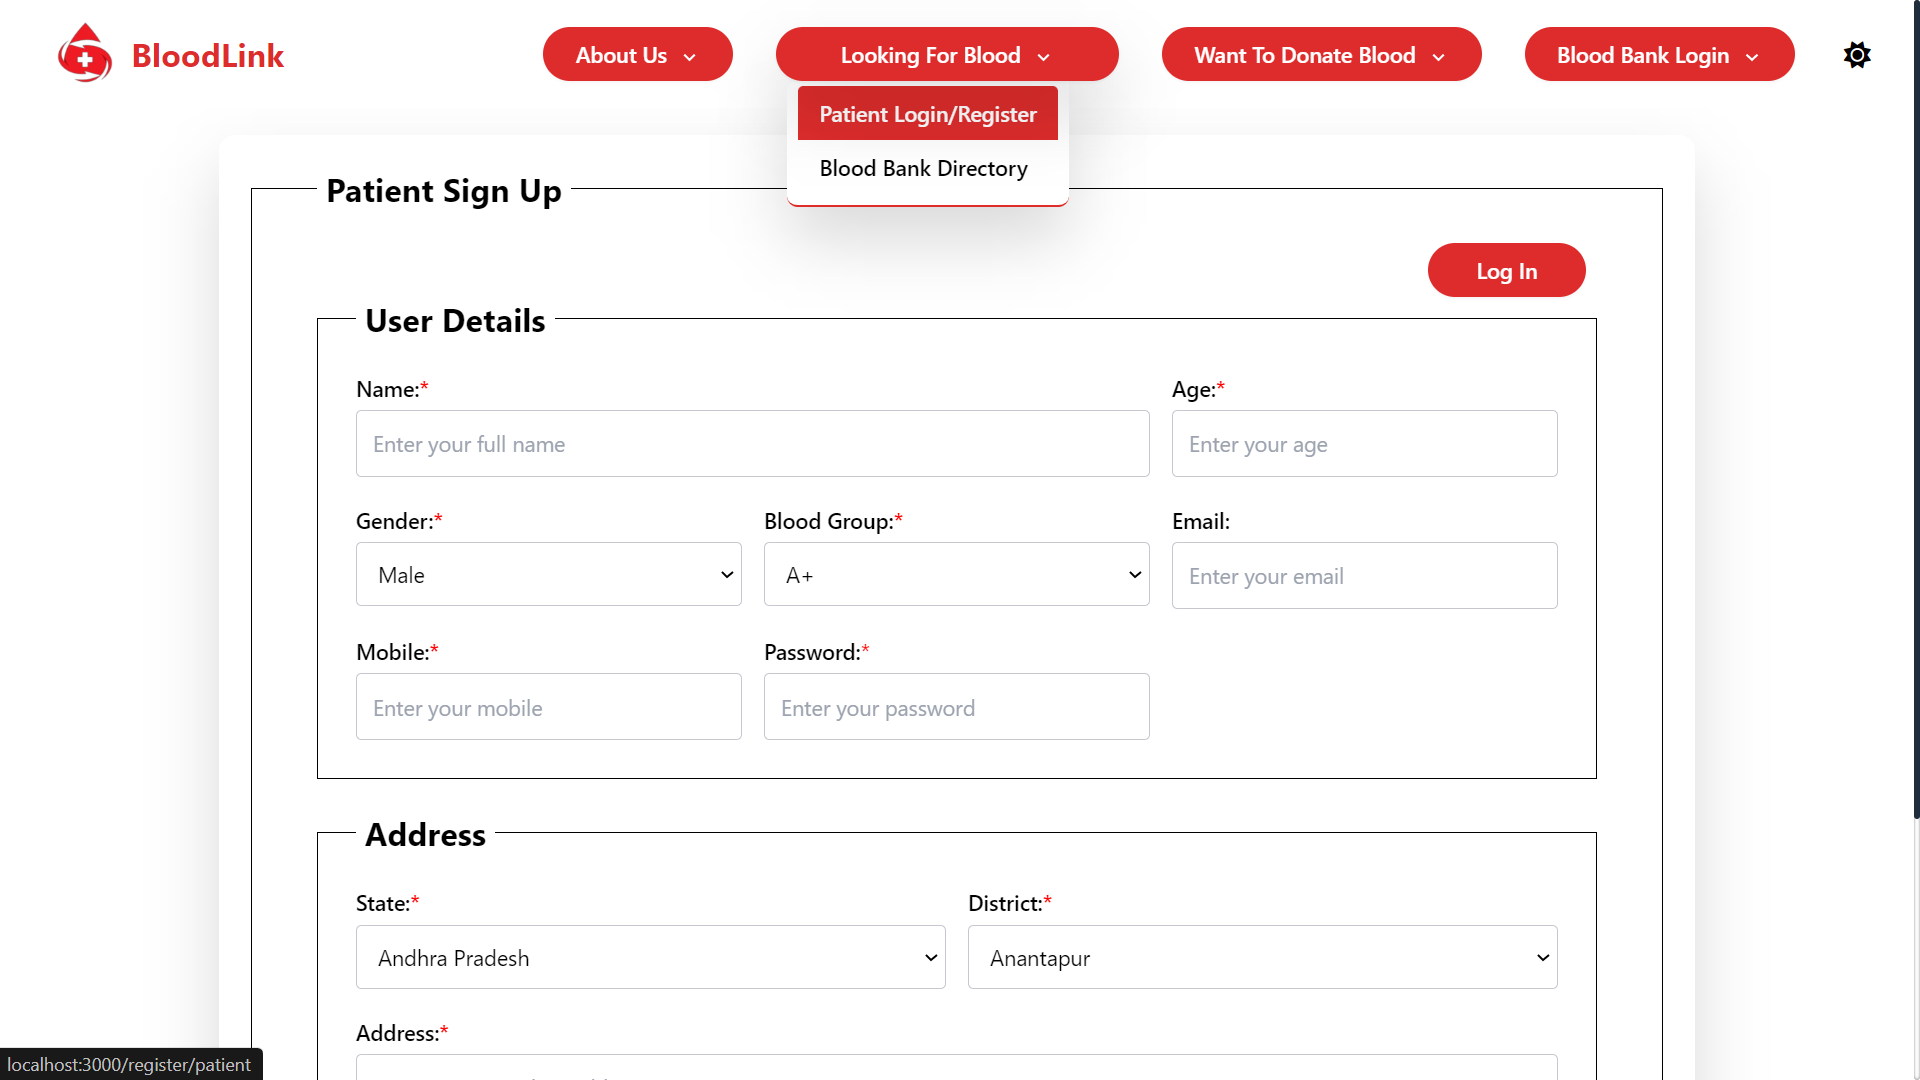 BloodLink
About Us
Looking For Blood
Want To Donate Blood
Blood Bank Login
Patient Login/Register
Blood Bank Directory
Patient Sign Up
Log In
User Details
Name:*
Age:*
Enter your full name
Enter your age
Gender:*
Blood Group:*
Email:
Male
A+
Enter your email
Mobile:*
Password:*
Enter your mobile
Enter your password
Address
State:*
District:*
Andhra Pradesh
Anantapur
Address:*
localhost:3000/register/patient